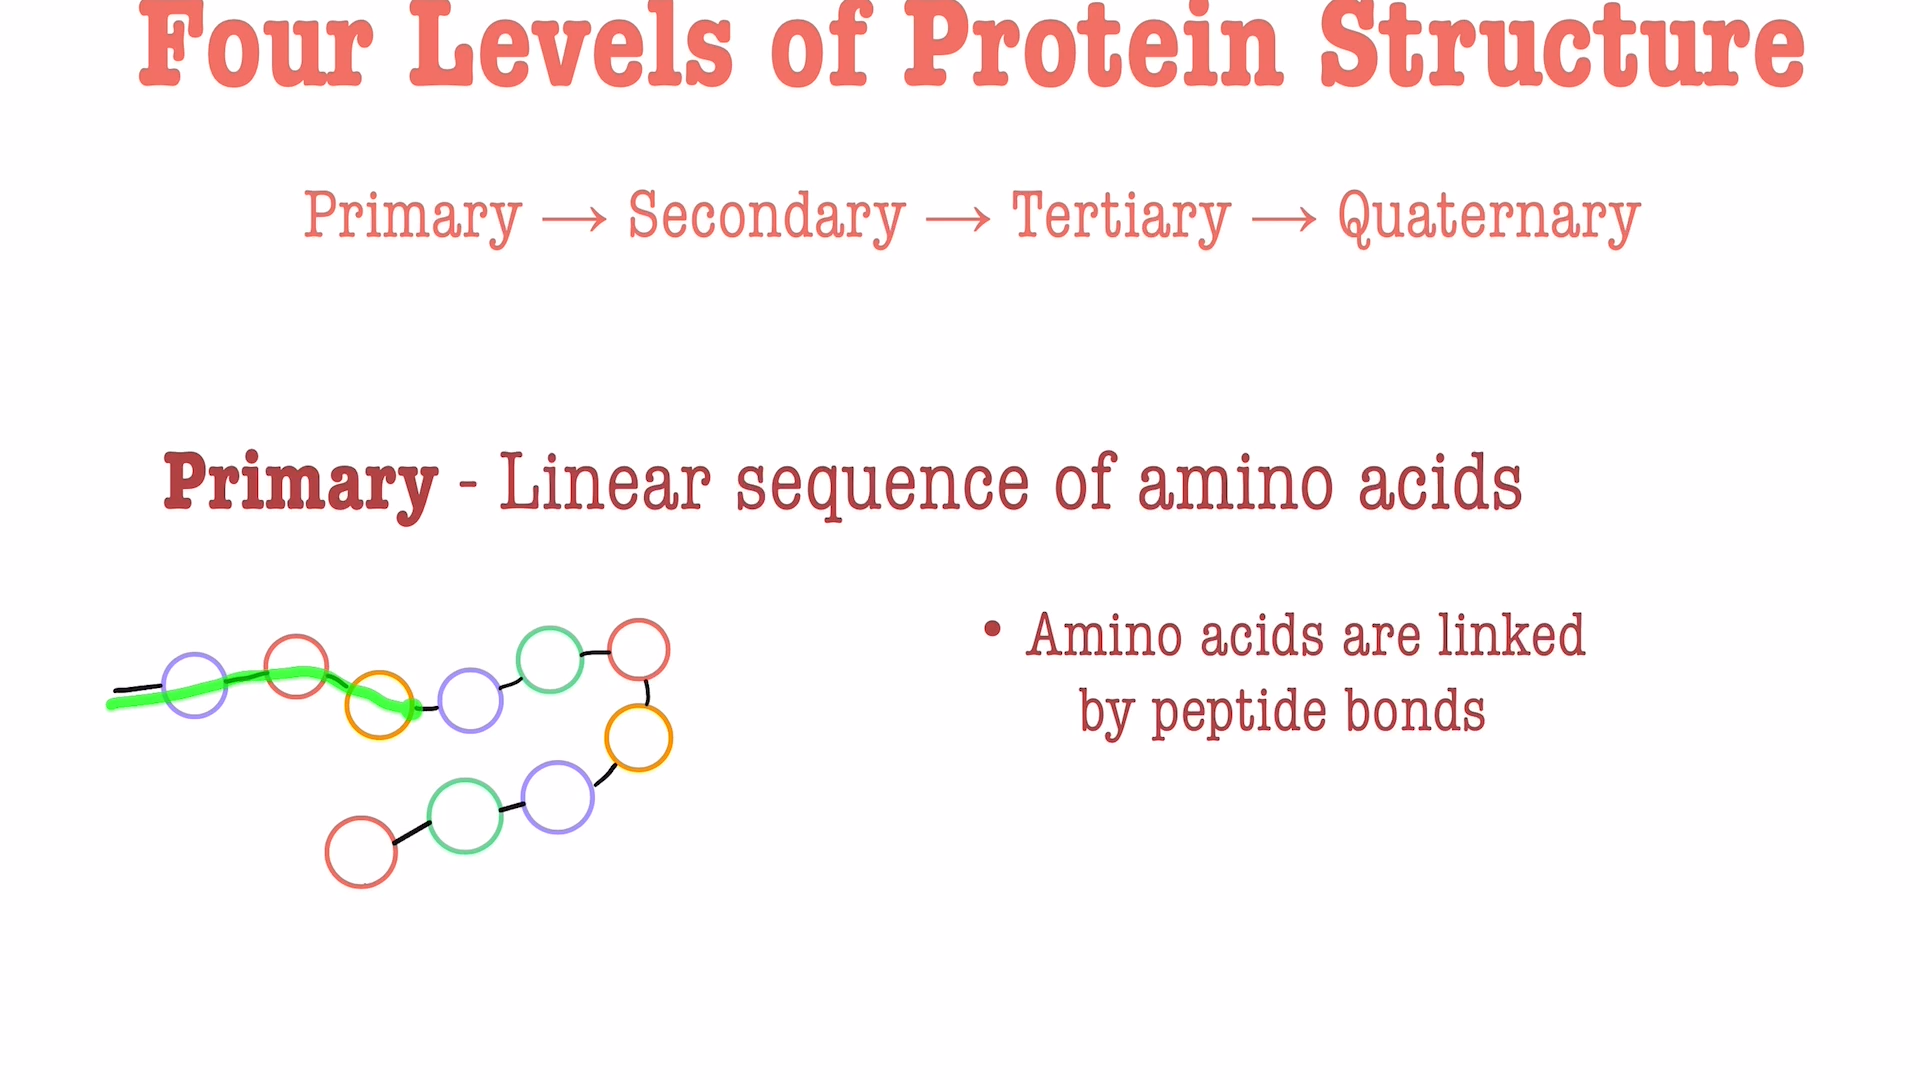 Four Levels of Protein Structure
Primary → Secondary → Tertiary → Quaternary
Primary - Linear sequence of amino acids
• Amino acids are linked
by peptide bonds